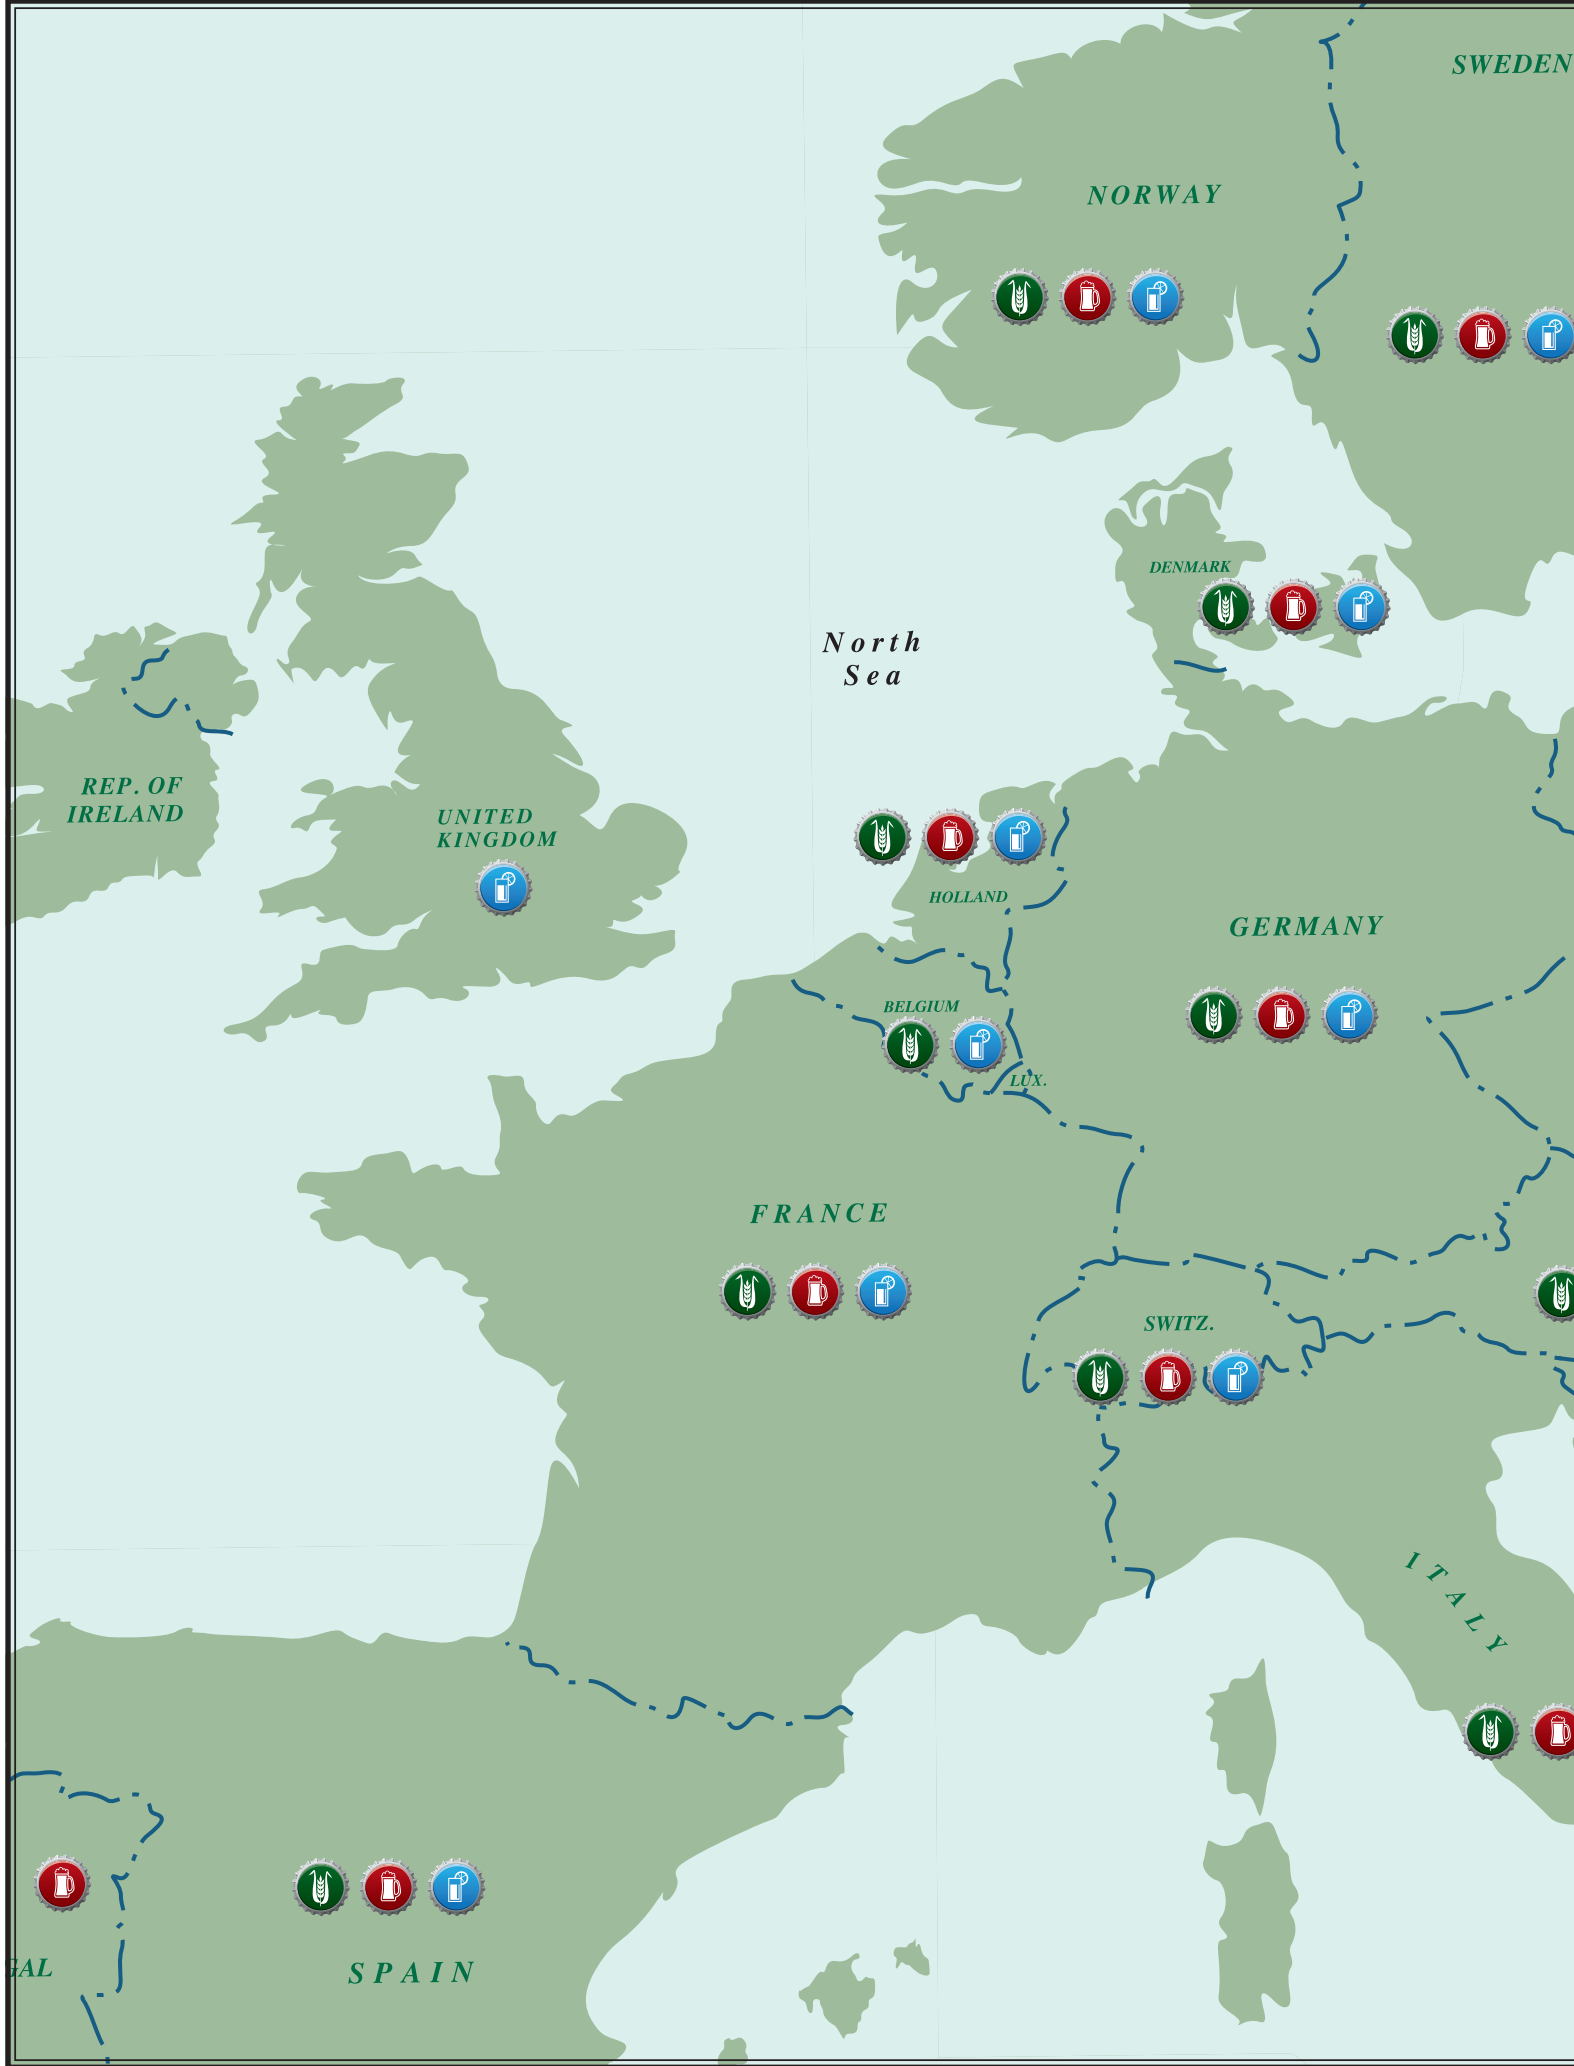 SWEDEN
NORWAY
DENMARK
North
Sea
REP. OF
IRELAND
UNITED
KINGDOM
HOLLAND
GERMANY
BELGIUM
LUX.
FRANCE
SWITZ.
ITALY
GAL
SPAIN